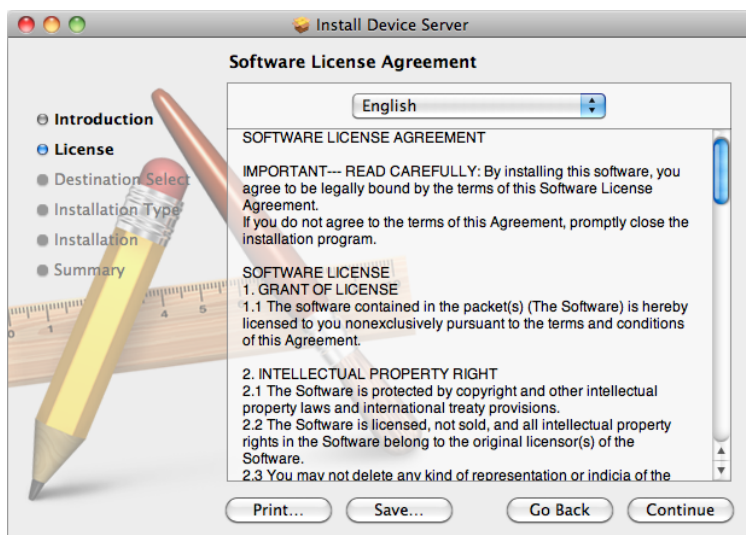 Install Device Server
Software License Agreement
Introduction
License
Destination Select
Installation Type
Installation
Summary
English
SOFTWARE LICENSE AGREEMENT
IMPORTANT--- READ CAREFULLY: By installing this software, you
agree to be legally bound by the terms of this Software License
Agreement.
If you do not agree to the terms of this Agreement, promptly close the
installation program.
SOFTWARE LICENSE
1. GRANT OF LICENSE
1.1 The software contained in the packet(s) (The Software) is hereby
licensed to you nonexclusively pursuant to the terms and conditions
of this Agreement.
2. INTELLECTUAL PROPERTY RIGHT
2.1 The Software is protected by copyright and other intellectual
property laws and international treaty provisions.
2.2 The Software is licensed, not sold, and all intellectual property
rights in the Software belong to the original licensor(s) of the
Software.
2.3 You may not delete any kind of representation or indicia of the
0 1 4 5
Print...
Save...
Go Back
Continue